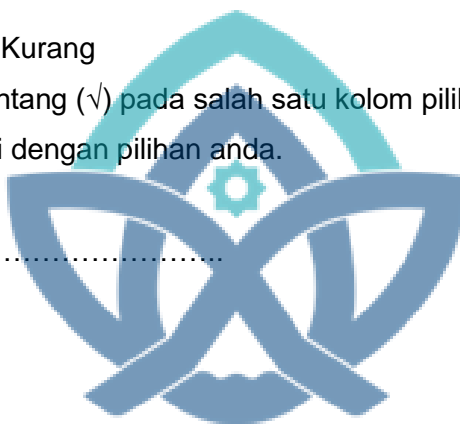 Kurang
ntang (√) pada salah satu kolom pili
i dengan pilihan anda.
…………………...